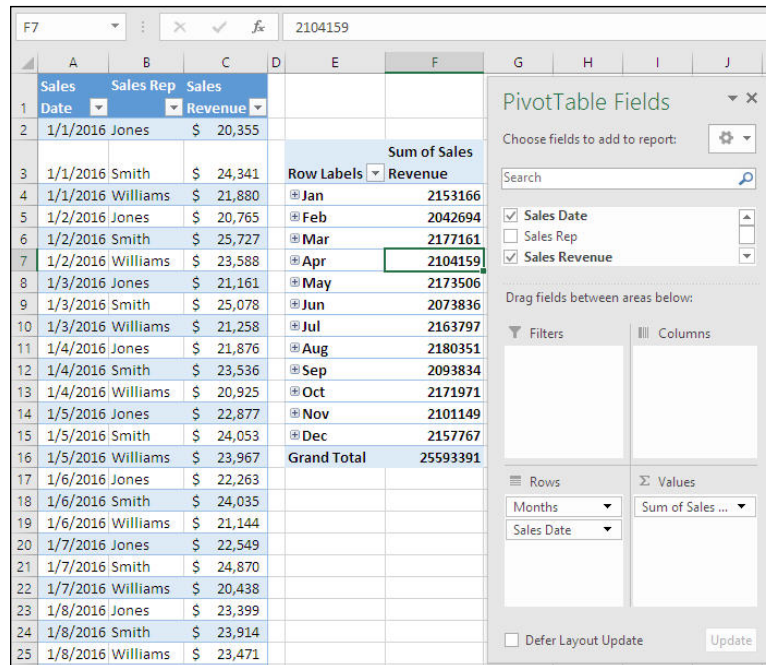 F7 fx 2104159
A B C D E F G H I J
Sales Sales Rep Sales
1 Date Revenue
2 1/1/2016 Jones $ 20,355
Sum of Sales
3 1/1/2016 Smith $ 24,341 Row Labels Revenue
4 1/1/2016 Williams $ 21,880 Jan 2153166
5 1/2/2016 Jones $ 20,765 Feb 2042694
6 1/2/2016 Smith $ 25,727 Mar 2177161
7 1/2/2016 Williams $ 23,588 Apr 2104159
8 1/3/2016 Jones $ 21,161 May 2173506
9 1/3/2016 Smith $ 25,078 Jun 2073836
10 1/3/2016 Williams $ 21,258 Jul 2163797
11 1/4/2016 Jones $ 21,876 Aug 2180351
12 1/4/2016 Smith $ 23,536 Sep 2093834
13 1/4/2016 Williams $ 20,925 Oct 2171971
14 1/5/2016 Jones $ 22,877 Nov 2101149
15 1/5/2016 Smith $ 24,053 Dec 2157767
16 1/5/2016 Williams $ 23,967 Grand Total 25593391
17 1/6/2016 Jones $ 22,263
18 1/6/2016 Smith $ 24,035
19 1/6/2016 Williams $ 21,144
20 1/7/2016 Jones $ 22,549
21 1/7/2016 Smith $ 24,870
22 1/7/2016 Williams $ 20,438
23 1/8/2016 Jones $ 23,399
24 1/8/2016 Smith $ 23,914
25 1/8/2016 Williams $ 23,471
PivotTable Fields
Choose fields to add to report:
Search
Sales Date
Sales Rep
Sales Revenue
Drag fields between areas below:
Filters Columns
Rows Σ Values
Months Sum of Sales ...
Sales Date
Defer Layout Update Update